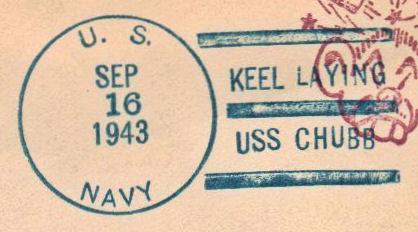 U. S.
SEP
16
1943
NAVY
KEEL LAYING
USS CHUBB